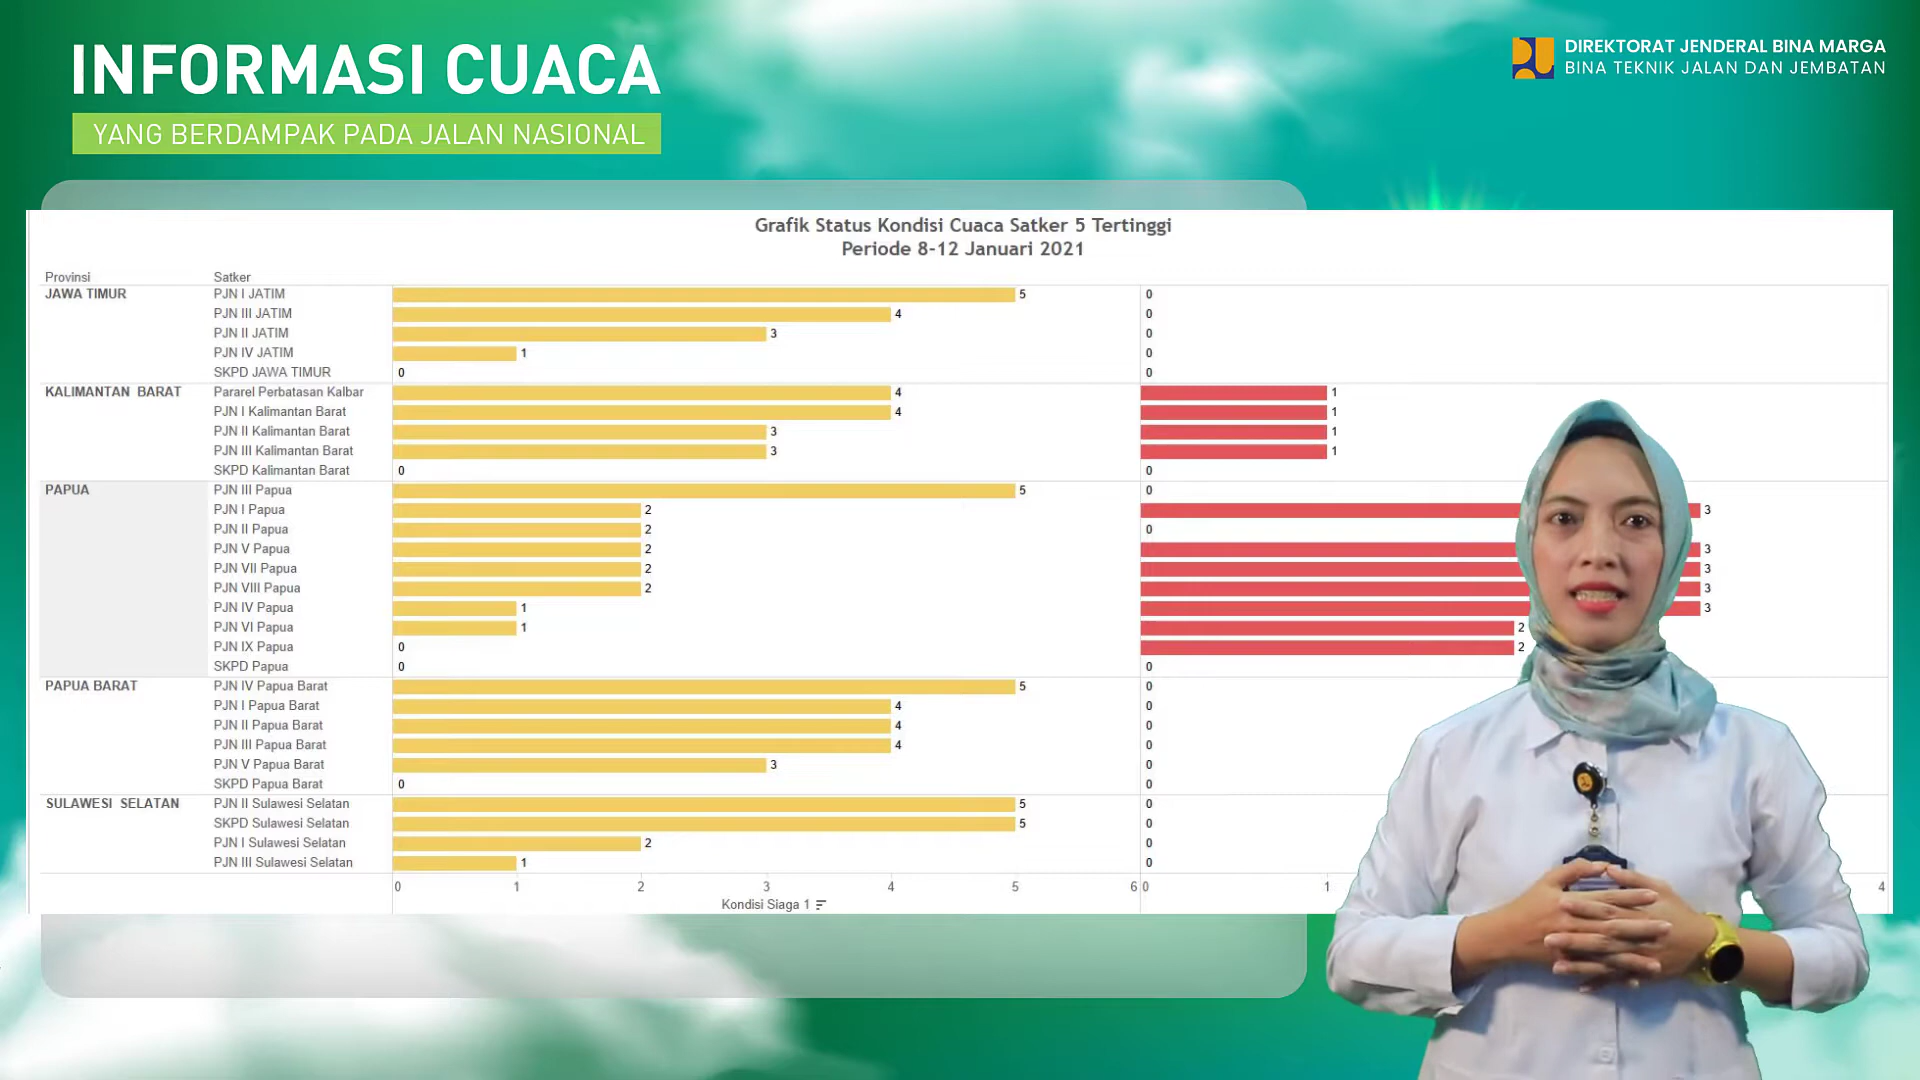 INFORMASI CUACA
YANG BERDAMPAK PADA JALAN NASIONAL
DIREKTORAT JENDERAL BINA MARGA
BINA TEKNIK JALAN DAN JEMBATAN
Grafik Status Kondisi Cuaca Satker 5 Tertinggi
Periode 8-12 Januari 2021
Provinsi Satker
JAWA TIMUR PJN I JATIM 5 0
PJN III JATIM 4 0
PJN II JATIM 3 0
PJN IV JATIM 1 0
SKPD JAWA TIMUR 0 0
KALIMANTAN BARAT Pararel Perbatasan Kalbar 4 1
PJN I Kalimantan Barat 4 1
PJN II Kalimantan Barat 3 1
PJN III Kalimantan Barat 3 1
SKPD Kalimantan Barat 0 0
PAPUA PJN III Papua 5 0
PJN I Papua 2 3
PJN II Papua 2 0
PJN V Papua 2 3
PJN VII Papua 2 3
PJN VIII Papua 2 3
PJN IV Papua 1 3
PJN VI Papua 1 2
PJN IX Papua 0 2
SKPD Papua 0 0
PAPUA BARAT PJN IV Papua Barat 5 0
PJN I Papua Barat 4 0
PJN II Papua Barat 4 0
PJN III Papua Barat 4 0
PJN V Papua Barat 3 0
SKPD Papua Barat 0 0
SULAWESI SELATAN PJN II Sulawesi Selatan 5 0
SKPD Sulawesi Selatan 5 0
PJN I Sulawesi Selatan 2 0
PJN III Sulawesi Selatan 1 0
0 1 2 3 4 5 6 0 1 4
Kondisi Siaga 1